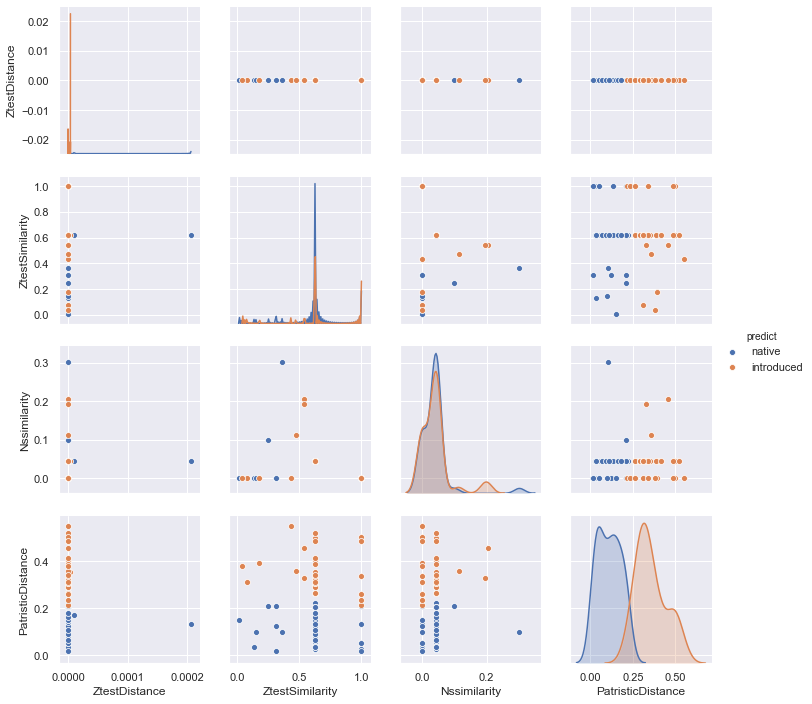 ZtestDistance
0.02
0.01
0.00
−0.01
−0.02
ZtestSimilarity
1.0
0.8
0.6
0.4
0.2
0.0
predict
native
introduced
Nssimilarity
0.3
0.2
0.1
0.0
PatristicDistance
0.4
0.2
0.0
0.0000 0.0001 0.0002
ZtestDistance
0.0 0.5 1.0
ZtestSimilarity
0.0 0.2
Nssimilarity
0.00 0.25 0.50
PatristicDistance